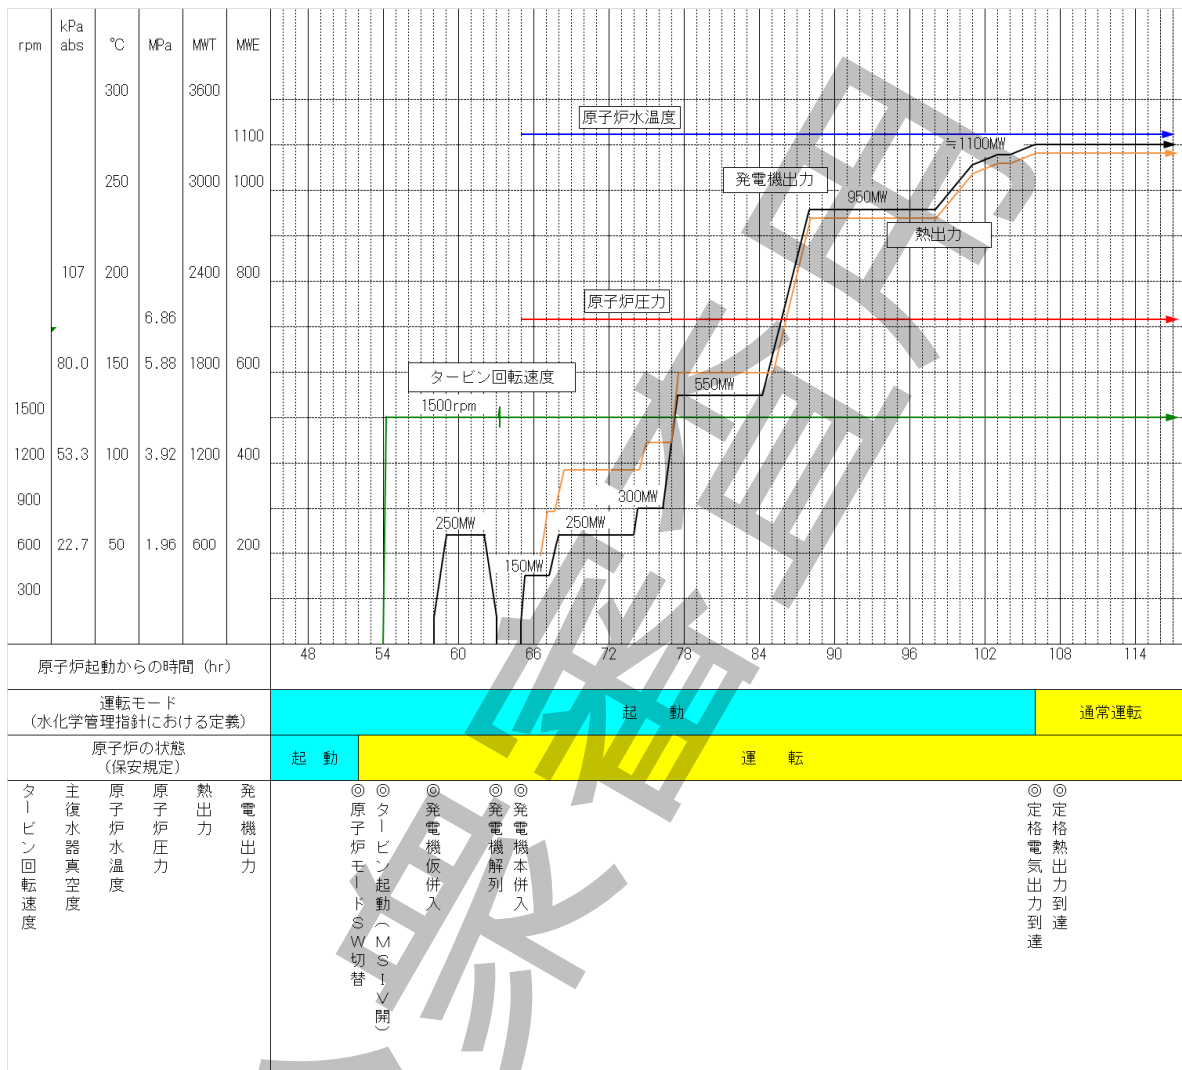 rpm
kPa
abs
℃
MPa
MWT
MWE
300 3600
1100
250 3000 1000
107 200 2400 800
6.86
80.0 150 5.88 1800 600
1500
1200 53.3 100 3.92 1200 400
900
600 22.7 50 1.96 600 200
300
原子炉水温度
≒1100MW
発電機出力
950MW
熱出力
原子炉圧力
タービン回転速度
550MW
1500rpm
300MW
250MW
250MW
150MW
原子炉起動からの時間 (hr)
48 54 60 66 72 78 84 90 96 102 108 114
運転モード
(水化学管理指針における定義)
起 動
通常運転
原子炉の状態
(保安規定)
起 動
運 転
タービン回転速度
主復水器真空度
原子炉水温度
原子炉圧力
熱出力
発電機出力
◎原子炉モードSW切替
◎タービン起動(MSIV開)
◎発電機仮併入
◎発電機解列
◎発電機本併入
◎定格電気出力到達
◎定格熱出力到達
審査用